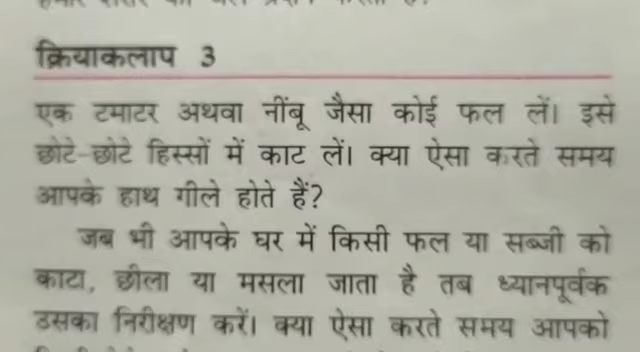 क्रियाकलाप 3
एक टमाटर अथवा नींबू जैसा कोई फल लें। इसे
छोटे-छोटे हिस्सों में काट लें। क्या ऐसा करते समय
आपके हाथ गीले होते हैं?
जब भी आपके घर में किसी फल या सब्जी को
काटा, छीला या मसला जाता है तब ध्यानपूर्वक
उसका निरीक्षण करें। क्या ऐसा करते समय आपको